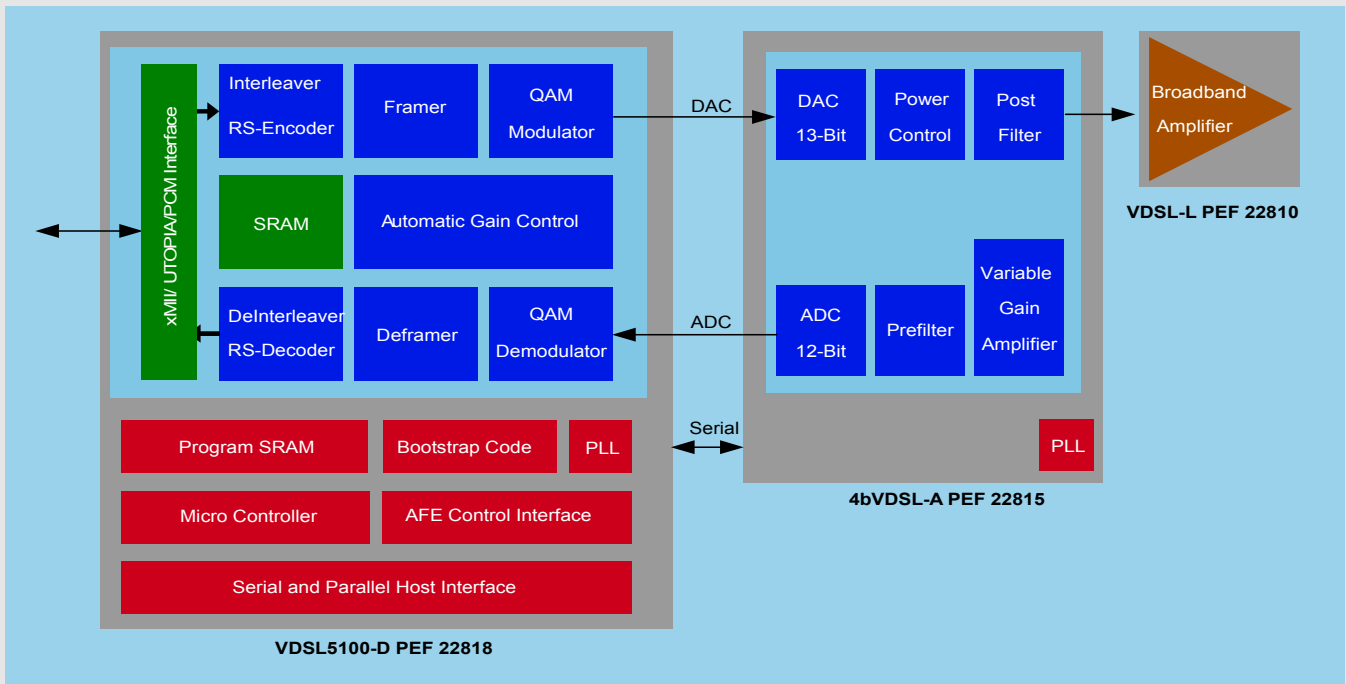 xMII/ UTOPIA/PCM Interface
Interleaver
RS-Encoder
Framer
QAM
Modulator
SRAM
Automatic Gain Control
DeInterleaver
RS-Decoder
Deframer
QAM
Demodulator
Program SRAM
Bootstrap Code
PLL
Micro Controller
AFE Control Interface
Serial and Parallel Host Interface
VDSL5100-D PEF 22818
DAC
ADC
Serial
DAC
13-Bit
Power
Control
Post
Filter
ADC
12-Bit
Prefilter
Variable
Gain
Amplifier
PLL
4bVDSL-A PEF 22815
Broadband
Amplifier
VDSL-L PEF 22810